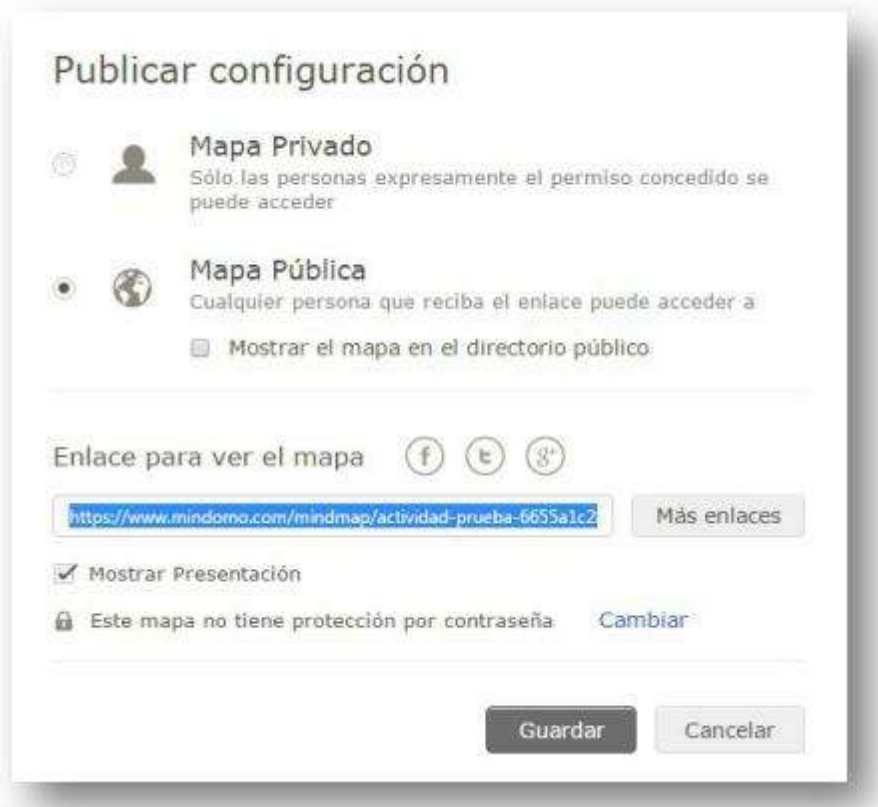 Publicar configuración
Mapa Privado
Sólo las personas expresamente el permiso concedido se
puede acceder
Mapa Pública
Cualquier persona que reciba el enlace puede acceder a
Mostrar el mapa en el directorio público
Enlace para ver el mapa f t g+
https://www.mindomo.com/mindmap/actividad-prueba-6655a1c2
Más enlaces
Mostrar Presentación
Este mapa no tiene protección por contraseña Cambiar
Guardar Cancelar